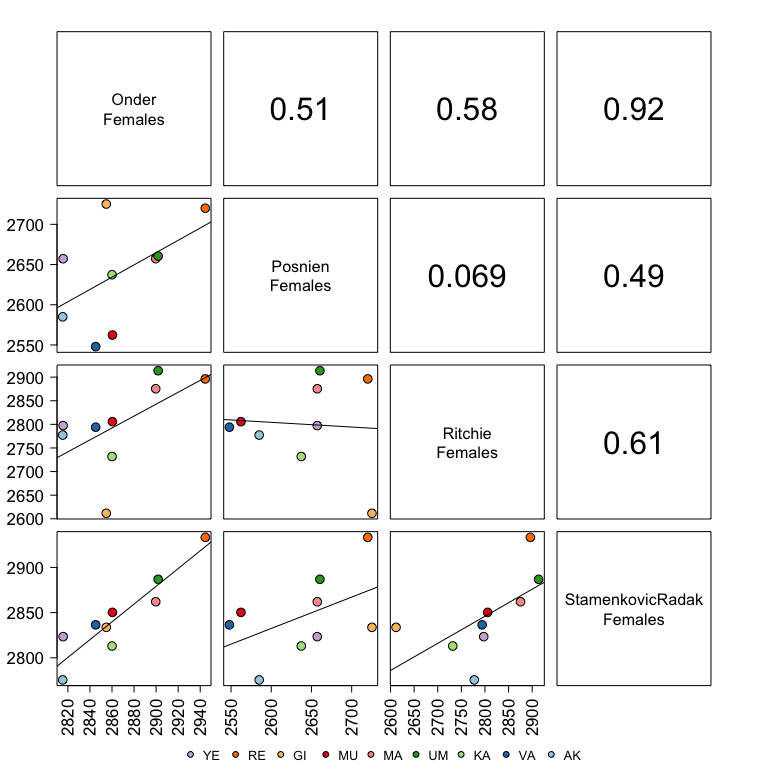 Onder
Females
0.51
0.58
0.92
2700
2650
2600
2550
Posnien
Females
0.069
0.49
2900
2850
2800
2750
2700
2650
2600
Ritchie
Females
0.61
2900
2850
2800
StamenkovicRadak
Females
2820 2840 2860 2880 2900 2920 2940
2550 2600 2650 2700
2600 2650 2700 2750 2800 2850 2900
YE RE GI MU MA UM KA VA AK